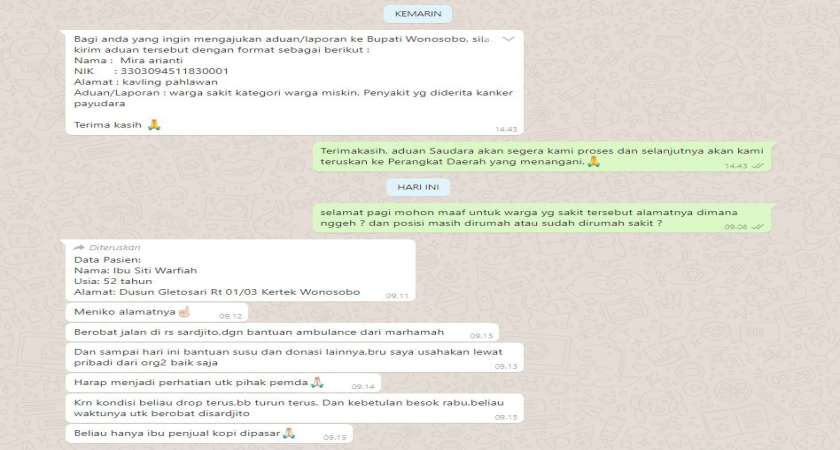 KEMARIN
Bagi anda yang ingin mengajukan aduan/laporan ke Bupati Wonosobo, sila
kirim aduan tersebut dengan format sebagai berikut :
Nama : Mira arianti
NIK : 3303094511830001
Alamat : kavling pahlawan
Aduan/Laporan : warga sakit kategori warga miskin. Penyakit yg diderita kanker
payudara
Terima kasih 🙏
14.43
Terimakasih. aduan Saudara akan segera kami proses dan selanjutnya akan kami
teruskan ke Perangkat Daerah yang menangani.🙏
14.43
HARI INI
selamat pagi mohon maaf untuk warga yg sakit tersebut alamatnya dimana
nggeh ? dan posisi masih dirumah atau sudah dirumah sakit ?
09.08
Diteruskan
Data Pasien:
Nama: Ibu Siti Warfiah
Usia: 52 tahun
Alamat: Dusun Gletosari Rt 01/03 Kertek Wonosobo
09.11
Meniko alamatnya☝🏻
09.12
Berobat jalan di rs sardjito.dgn bantuan ambulance dari marhamah
09.13
Dan sampai hari ini bantuan susu dan donasi lainnya,bru saya usahakan lewat
pribadi dari org2 baik saja
09.13
Harap menjadi perhatian utk pihak pemda🙏🏻
09.14
Krn kondisi beliau drop terus,bb turun terus. Dan kebetulan besok rabu,beliau
waktunya utk berobat disardjito
09.15
Beliau hanya ibu penjual kopi dipasar🙏🏻
09.15